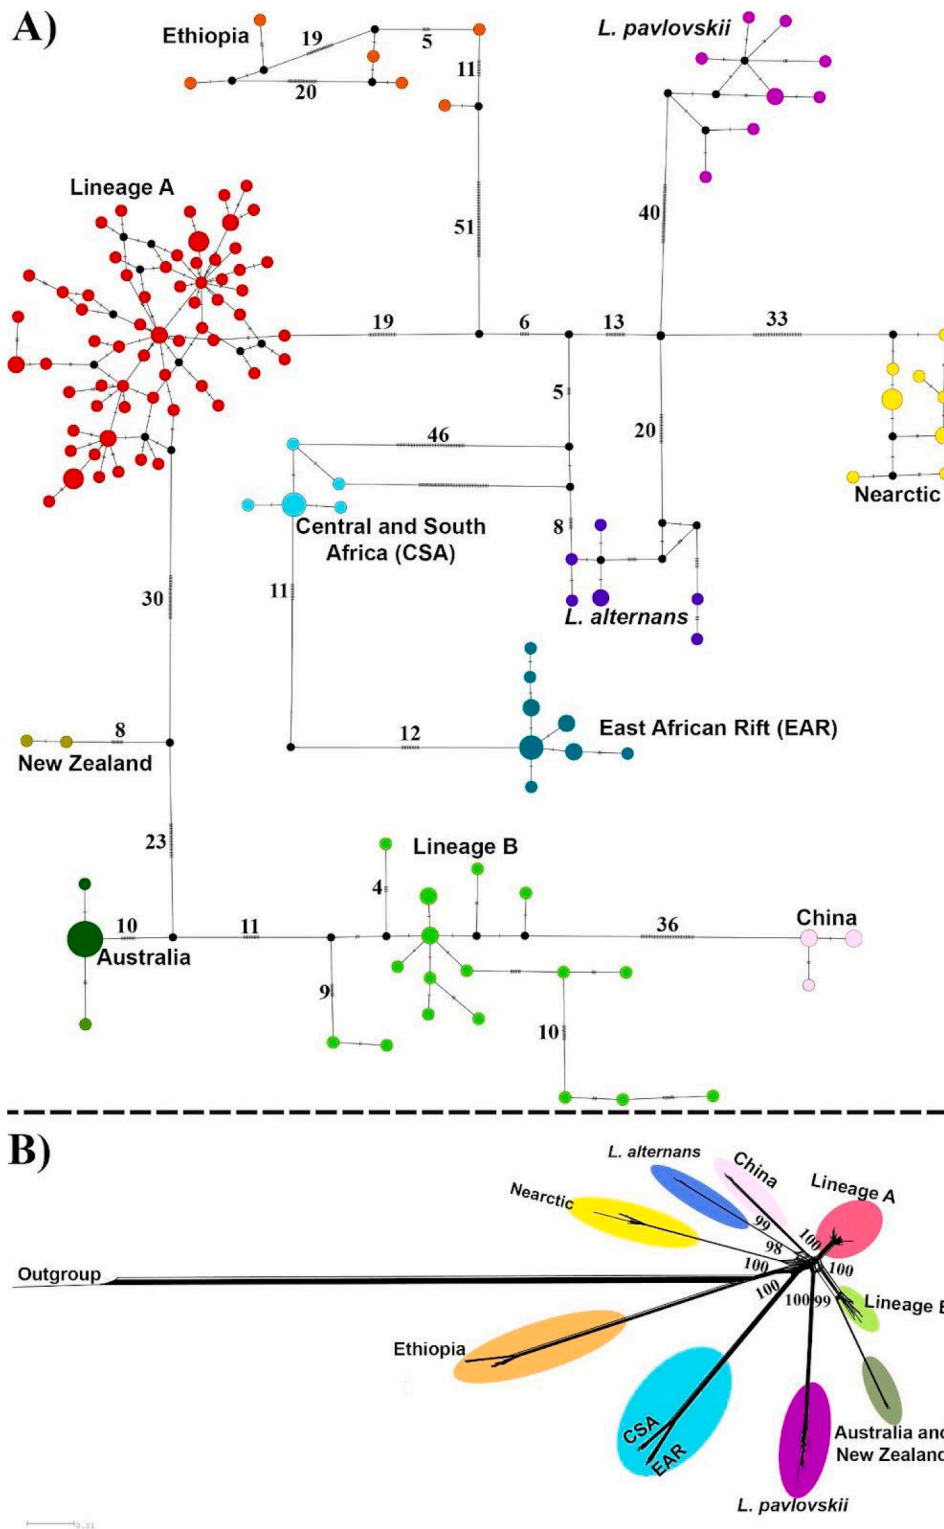 A)
Ethiopia
19
5
L. pavlovskii
11
20
Lineage A
51
40
19
6
13
33
5
20
46
Nearctic
Central and South
Africa (CSA)
8
11
L. alternans
30
8
New Zealand
12
East African Rift (EAR)
23
Lineage B
4
10
Australia
11
36
China
9
10
B)
L. alternans
China
Lineage A
Nearctic
99
100
98
100
100
Outgroup
100
100
99
Lineage B
Ethiopia
CSA
EAR
Australia and
New Zealand
L. pavlovskii
0.01